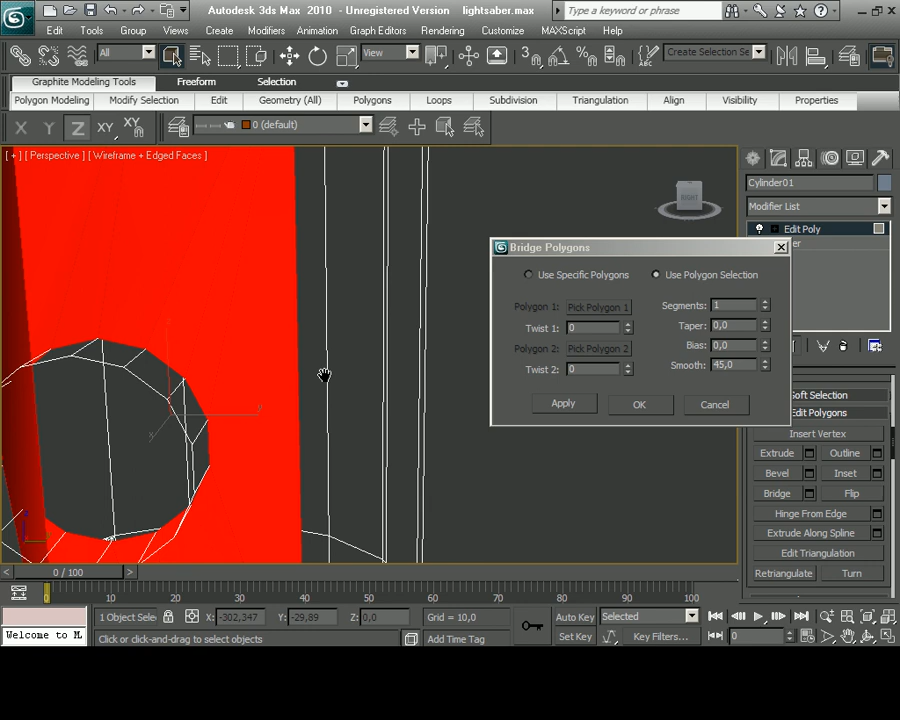 Autodesk 3ds Max 2010 - Unregistered Version lightsaber.max
Type a keyword or phrase
Edit Tools Group Views Create Modifiers Animation Graph Editors Rendering Customize MAXScript Help
All View 3 ABC Create Selection Se
Graphite Modeling Tools Freeform Selection
Polygon Modeling Modify Selection Edit Geometry (All) Polygons Loops Subdivision Triangulation Align Visibility Properties
X Y Z XY XY 0 (default)
[ + ] [ Perspective ] [ Wireframe + Edged Faces ]
RIGHT
Cylinder01
Modifier List
Edit Poly
Bridge Polygons
Use Specific Polygons Use Polygon Selection
Polygon 1: Pick Polygon 1 Segments: 1
Twist 1: 0 Taper: 0,0
Polygon 2: Pick Polygon 2 Bias: 0,0
Twist 2: 0 Smooth: 45,0
Apply OK Cancel
Soft Selection
Edit Polygons
Insert Vertex
Extrude Outline
Bevel Inset
Bridge Flip
Hinge From Edge
Extrude Along Spline
Edit Triangulation
Retriangulate Turn
x y
< 0 / 100 >
0 10 20 30 40 50 60 70 80 90 100
1 Object Sele X: -302,347 Y: -29,89 Z: 0,0 Grid = 10,0 Auto Key Selected
Welcome to M Click or click-and-drag to select objects Add Time Tag Set Key Key Filters... 0